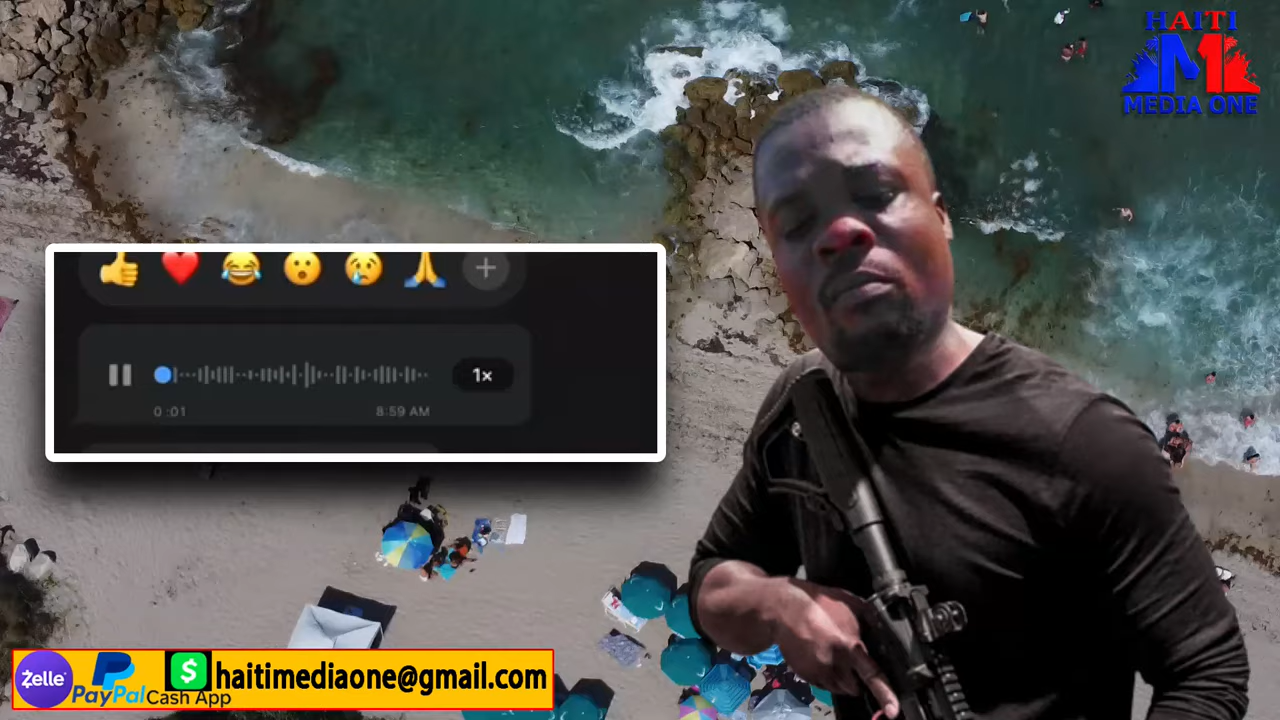 HAITI
M
MEDIA ONE
1×
0:01
8:59 AM
Zelle
PayPal
Cash App
haitimediaone@gmail.com